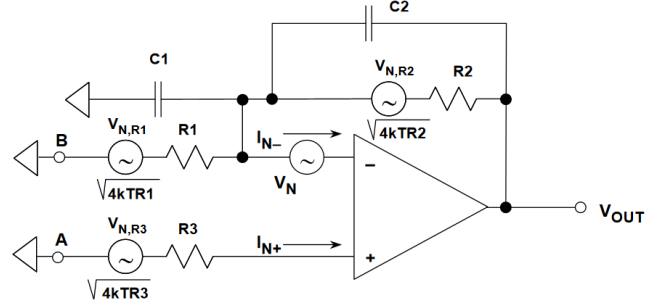 C2
C1
V_N,R2 R2
B V_N,R1 R1 I_N– √4kTR2
√4kTR1 V_N –
V_OUT
A V_N,R3 R3 I_N+ +
√4kTR3